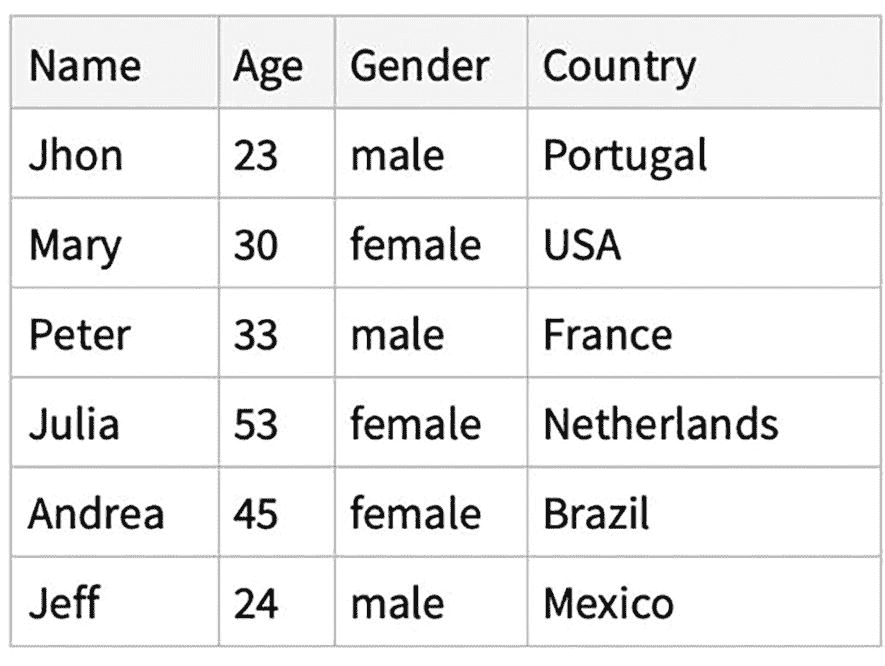 Name Age Gender Country
Jhon 23 male Portugal
Mary 30 female USA
Peter 33 male France
Julia 53 female Netherlands
Andrea 45 female Brazil
Jeff 24 male Mexico